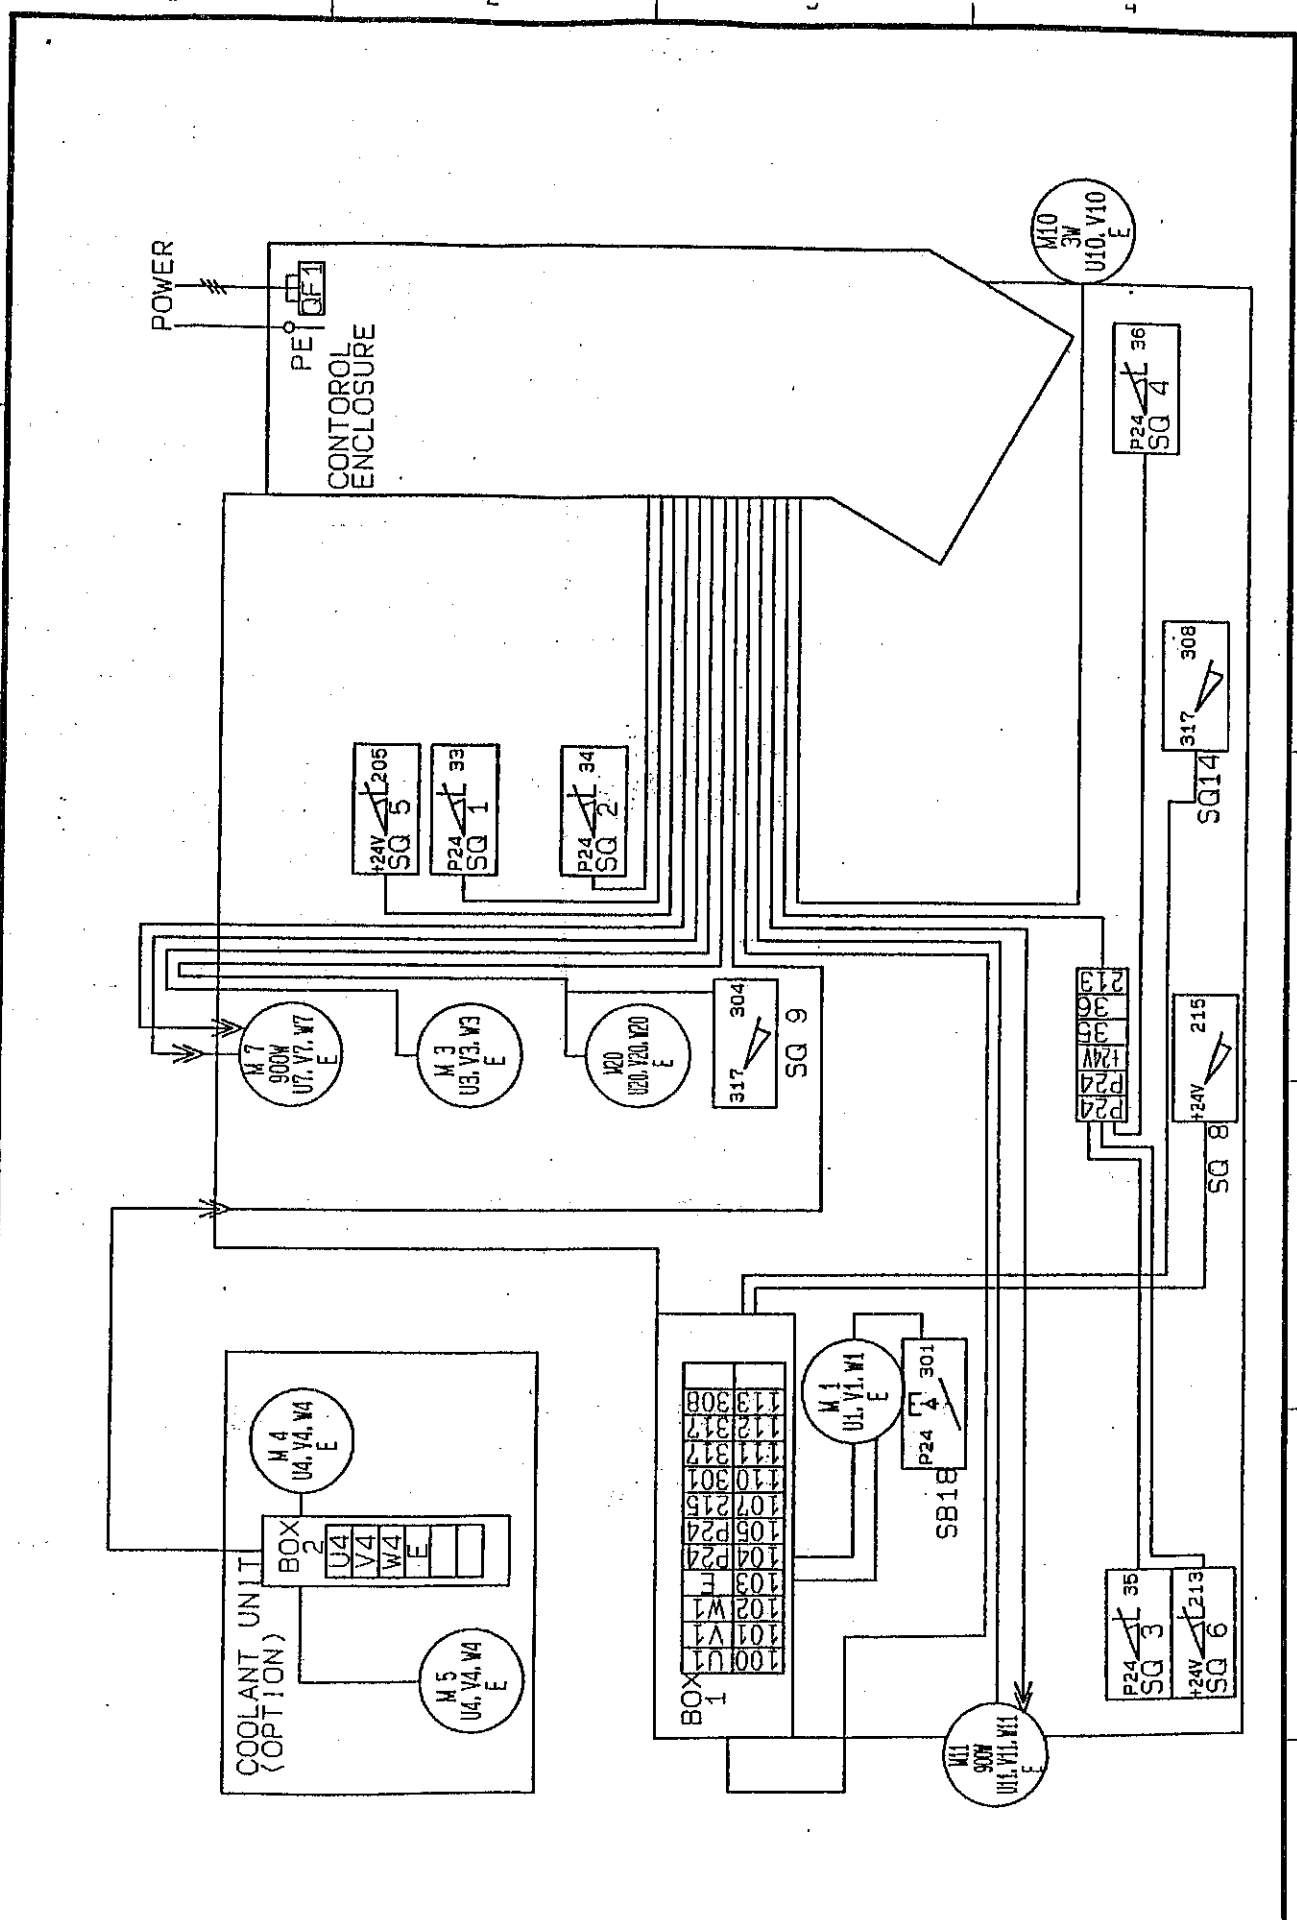 POWER
QF1
PE
CONTOROL
ENCLOSURE
M10
3W
U10, V10
E
P24 36
SQ 4
317 308
SQ14
+24V 205
SQ 5
P24 33
SQ 1
P24 34
SQ 2
M 7
900W
U7, V7, W7
E
M 3
U3, V3, W3
E
M20
U20, V20, W20
E
317 304
SQ 9
P24 P24 +24V 35 36 213
+24V 215
SQ 8
COOLANT UNIT
(OPTION)
M 4
U4, V4, W4
E
BOX
2
U4
V4
W4
E
M 5
U4, V4, W4
E
BOX
1
U1 V1 W1 E P24 P24 215 301 317 317 308
100 101 102 103 104 105 107 110 111 112 113
M 1
U1, V1, W1
E
P24 301
SB18
M11
900W
U11, V11, W11
E
P24 35
SQ 3
+24V 213
SQ 6